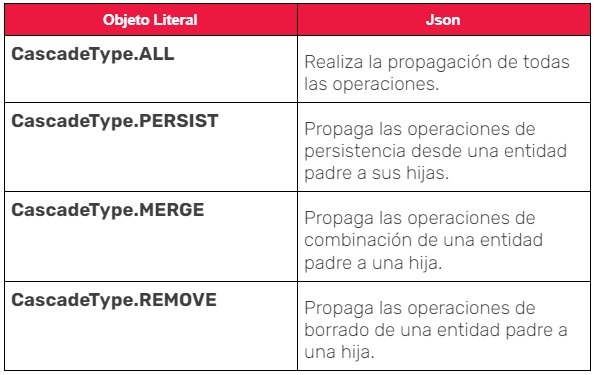 Objeto Literal
Json
CascadeType.ALL
Realiza la propagación de todas
las operaciones.
CascadeType.PERSIST
Propaga las operaciones de
persistencia desde una entidad
padre a sus hijas.
CascadeType.MERGE
Propaga las operaciones de
combinación de una entidad
padre a una hija.
CascadeType.REMOVE
Propaga las operaciones de
borrado de una entidad padre a
una hija.